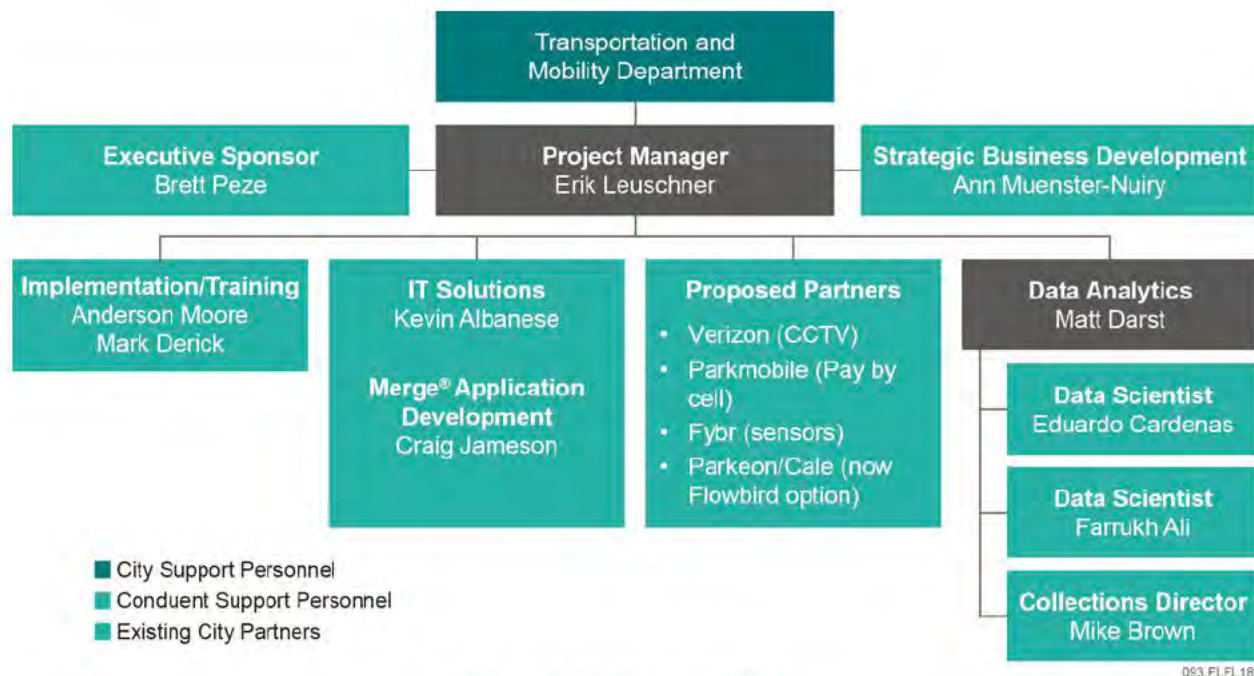 Transportation and
Mobility Department
Executive Sponsor
Brett Peze
Project Manager
Erik Leuschner
Strategic Business Development
Ann Muenster-Nuiry
Implementation/Training
Anderson Moore
Mark Derick
IT Solutions
Kevin Albanese
Merge® Application
Development
Craig Jameson
Proposed Partners
• Verizon (CCTV)
• Parkmobile (Pay by
cell)
• Fybr (sensors)
• Parkeon/Cale (now
Flowbird option)
Data Analytics
Matt Darst
Data Scientist
Eduardo Cardenas
Data Scientist
Farrukh Ali
Collections Director
Mike Brown
City Support Personnel
Conduent Support Personnel
Existing City Partners
093.FLFL.18